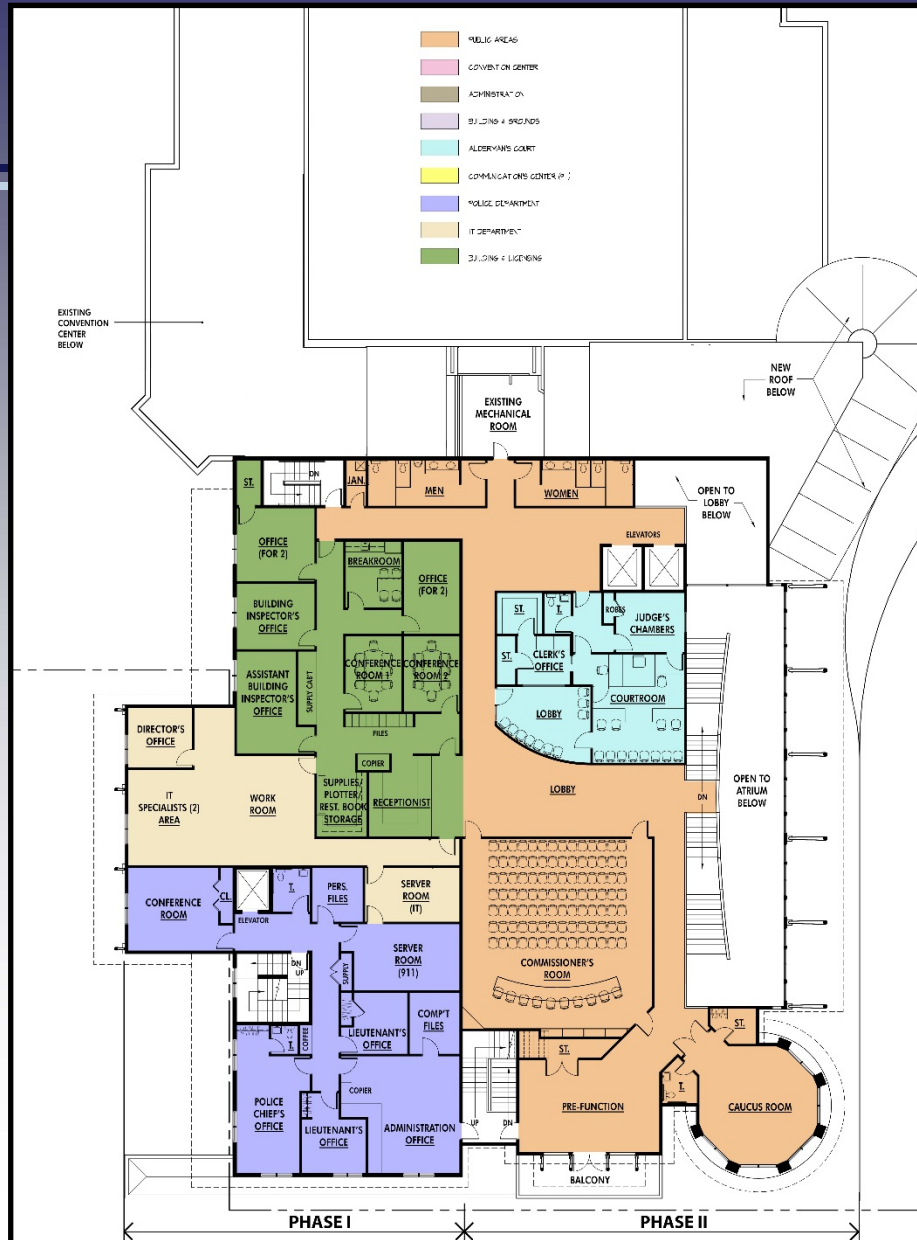 PUBLIC AREAS
CONVENTION CENTER
ADMINISTRATION
BUILDING & GROUNDS
ALDERMAN'S COURT
COMMUNICATIONS CENTER
POLICE DEPARTMENT
IT DEPARTMENT
BUILDING & LICENSING
EXISTING
CONVENTION
CENTER
BELOW
NEW
ROOF
BELOW
EXISTING
MECHANICAL
ROOM
ST.
DN
JAN.
MEN
WOMEN
OPEN TO
LOBBY
BELOW
OFFICE
(FOR 2)
BREAKROOM
OFFICE
(FOR 2)
ELEVATORS
BUILDING
INSPECTOR'S
OFFICE
ST.
T.
ROBES
JUDGE'S
CHAMBERS
ST.
CLERK'S
OFFICE
ASSISTANT
BUILDING
INSPECTOR'S
OFFICE
SUPPLY CAB'T
CONFERENCE
ROOM 1
CONFERENCE
ROOM 2
COURTROOM
LOBBY
DIRECTOR'S
OFFICE
FILES
COPIER
IT
SPECIALISTS (2)
AREA
WORK
ROOM
SUPPLIES/
PLOTTER/
REST. BOOK
STORAGE
RECEPTIONIST
LOBBY
DN
OPEN TO
ATRIUM
BELOW
CONFERENCE
ROOM
CL.
ELEVATOR
T.
PERS.
FILES
SERVER
ROOM
(IT)
DN
UP
SUPPLY
SERVER
ROOM
(911)
COMMISSIONER'S
ROOM
LIEUTENANT'S
OFFICE
COMP'T
FILES
T.
COFFEE
ST.
ST.
POLICE
CHIEF'S
OFFICE
COPIER
LIEUTENANT'S
OFFICE
ADMINISTRATION
OFFICE
UP
DN
PRE-FUNCTION
T.
CAUCUS ROOM
BALCONY
PHASE I
PHASE II